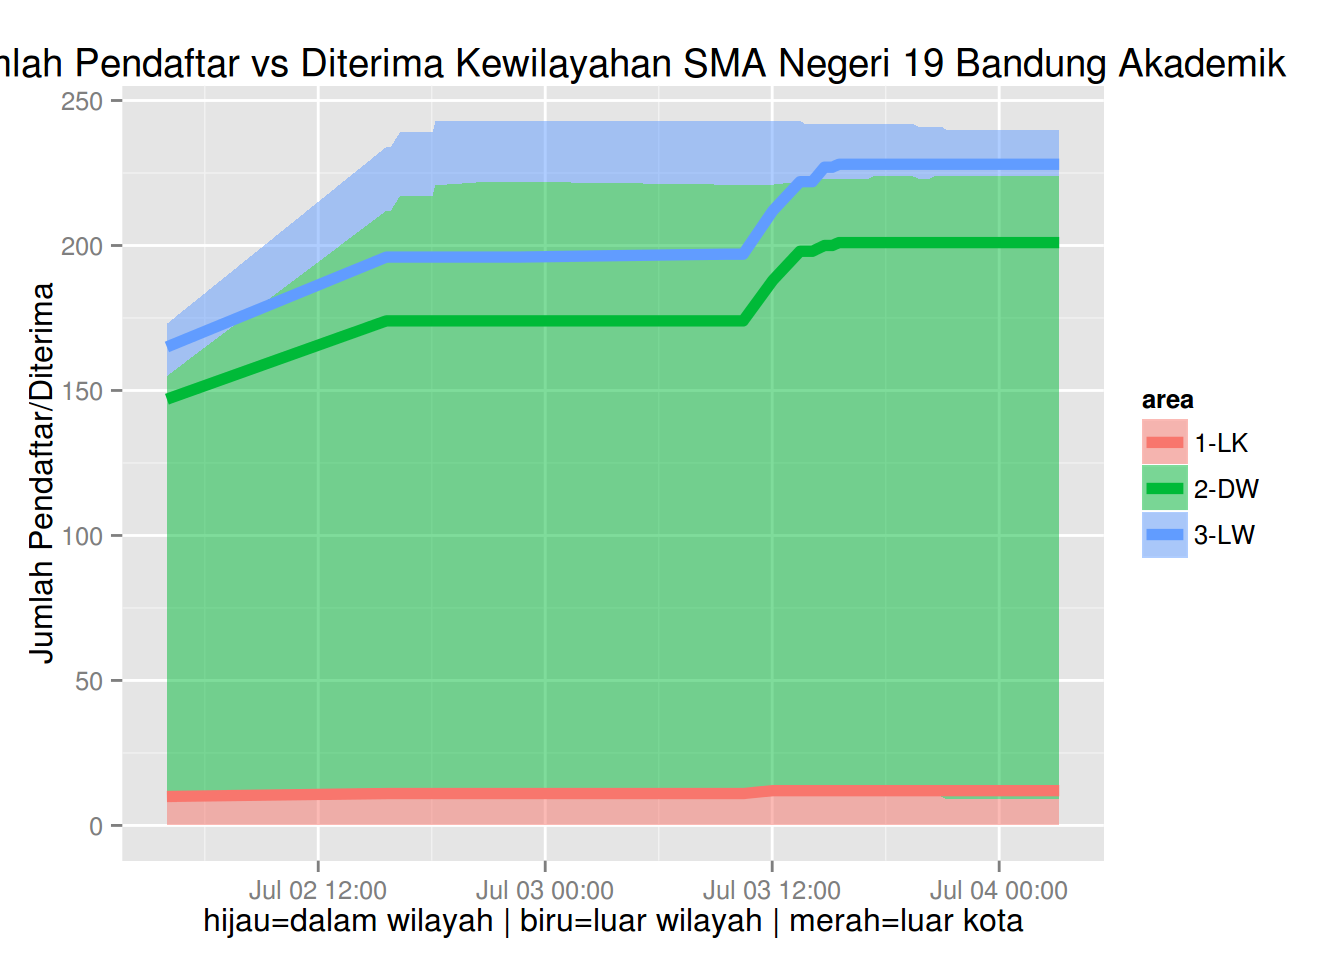 Pendaftar vs Diterima Kewilayahan SMA Negeri 19 Bandung Akademik
250
200
150
100
50
0
Jumlah Pendaftar/Diterima
Jul 02 12:00
Jul 03 00:00
Jul 03 12:00
Jul 04 00:00
hijau=dalam wilayah | biru=luar wilayah | merah=luar kota
area
1-LK
2-DW
3-LW